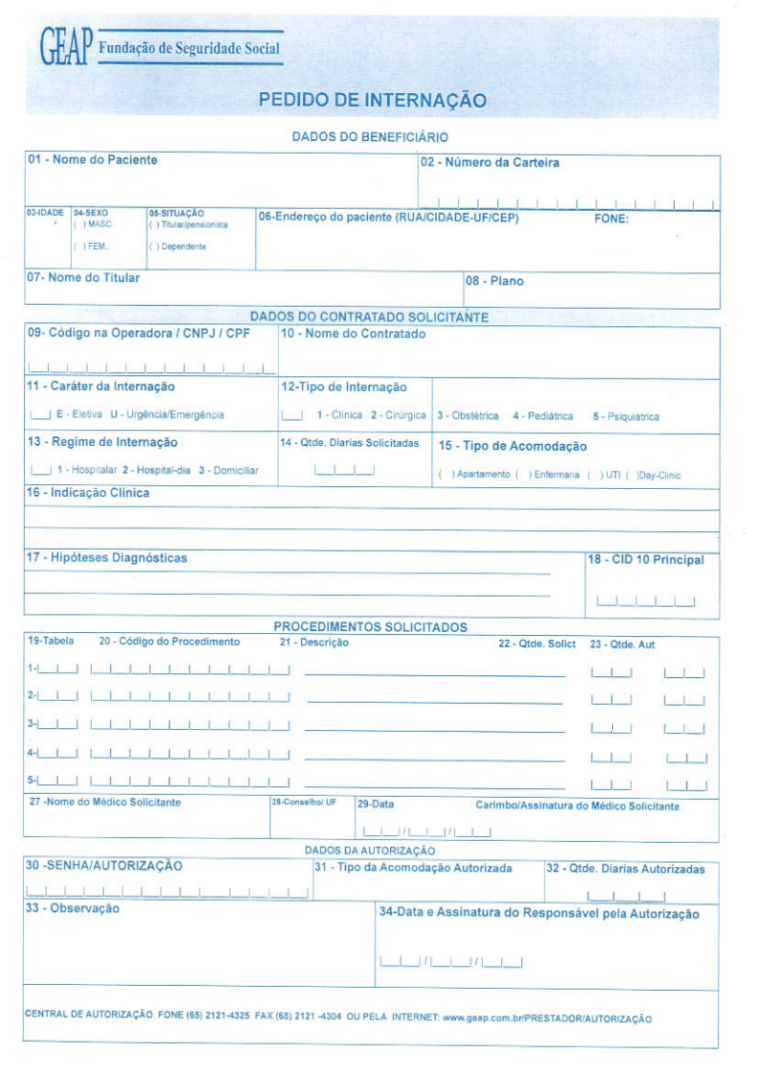 GEAP Fundação de Seguridade Social
PEDIDO DE INTERNAÇÃO
DADOS DO BENEFICIÁRIO
01 - Nome do Paciente 02 - Número da Carteira
03-IDADE 04-SEXO 05-SITUAÇÃO 06-Endereço do paciente (RUA/CIDADE-UF/CEP) FONE:
( ) MASC. ( ) Titular/pensionista
( ) FEM. ( ) Dependente
07- Nome do Titular 08 - Plano
DADOS DO CONTRATADO SOLICITANTE
09- Código na Operadora / CNPJ / CPF 10 - Nome do Contratado
11 - Caráter da Internação 12-Tipo de Internação
E - Eletiva U - Urgência/Emergência 1 - Clínica 2 - Cirúrgica 3 - Obstétrica 4 - Pediátrica 5 - Psiquiátrica
13 - Regime de Internação 14 - Qtde. Diarias Solicitadas 15 - Tipo de Acomodação
1 - Hospitalar 2 - Hospital-dia 3 - Domiciliar ( ) Apartamento ( ) Enfermaria ( ) UTI ( )Day-Clinic
16 - Indicação Clínica
17 - Hipóteses Diagnósticas 18 - CID 10 Principal
PROCEDIMENTOS SOLICITADOS
19-Tabela 20 - Código do Procedimento 21 - Descrição 22 - Qtde. Solict 23 - Qtde. Aut
1-
2-
3-
4-
5-
27 -Nome do Médico Solicitante 28-Conselho/ UF 29-Data Carimbo/Assinatura do Médico Solicitante
DADOS DA AUTORIZAÇÃO
30 -SENHA/AUTORIZAÇÃO 31 - Tipo da Acomodação Autorizada 32 - Qtde. Diarias Autorizadas
33 - Observação 34-Data e Assinatura do Responsável pela Autorização
CENTRAL DE AUTORIZAÇÃO FONE (65) 2121-4325 FAX (65) 2121 -4304 OU PELA INTERNET: www.geap.com.br/PRESTADOR/AUTORIZAÇÃO